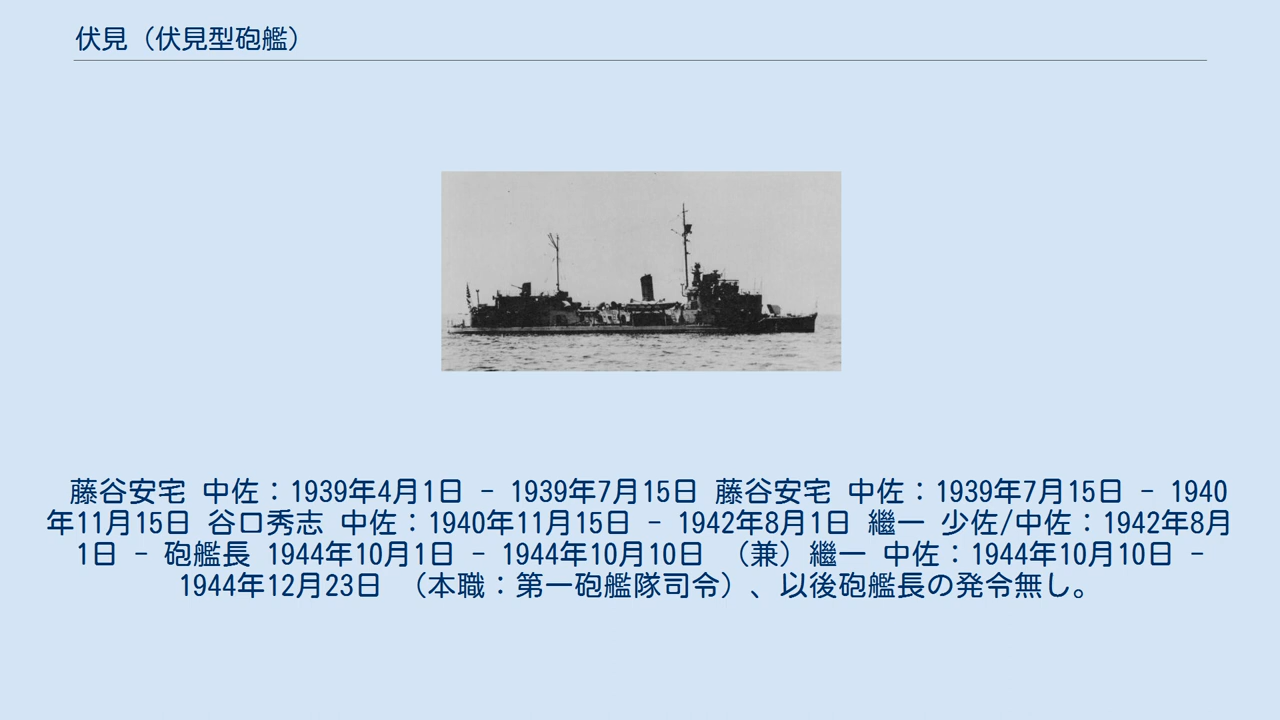 伏見（伏見型砲艦）
藤谷安宅 中佐：1939年4月1日 - 1939年7月15日 藤谷安宅 中佐：1939年7月15日 - 1940
年11月15日 谷口秀志 中佐：1940年11月15日 - 1942年8月1日 繼一 少佐/中佐：1942年8月
1日 - 砲艦長 1944年10月1日 - 1944年10月10日 （兼）繼一 中佐：1944年10月10日 -
1944年12月23日 （本職：第一砲艦隊司令）、以後砲艦長の発令無し。